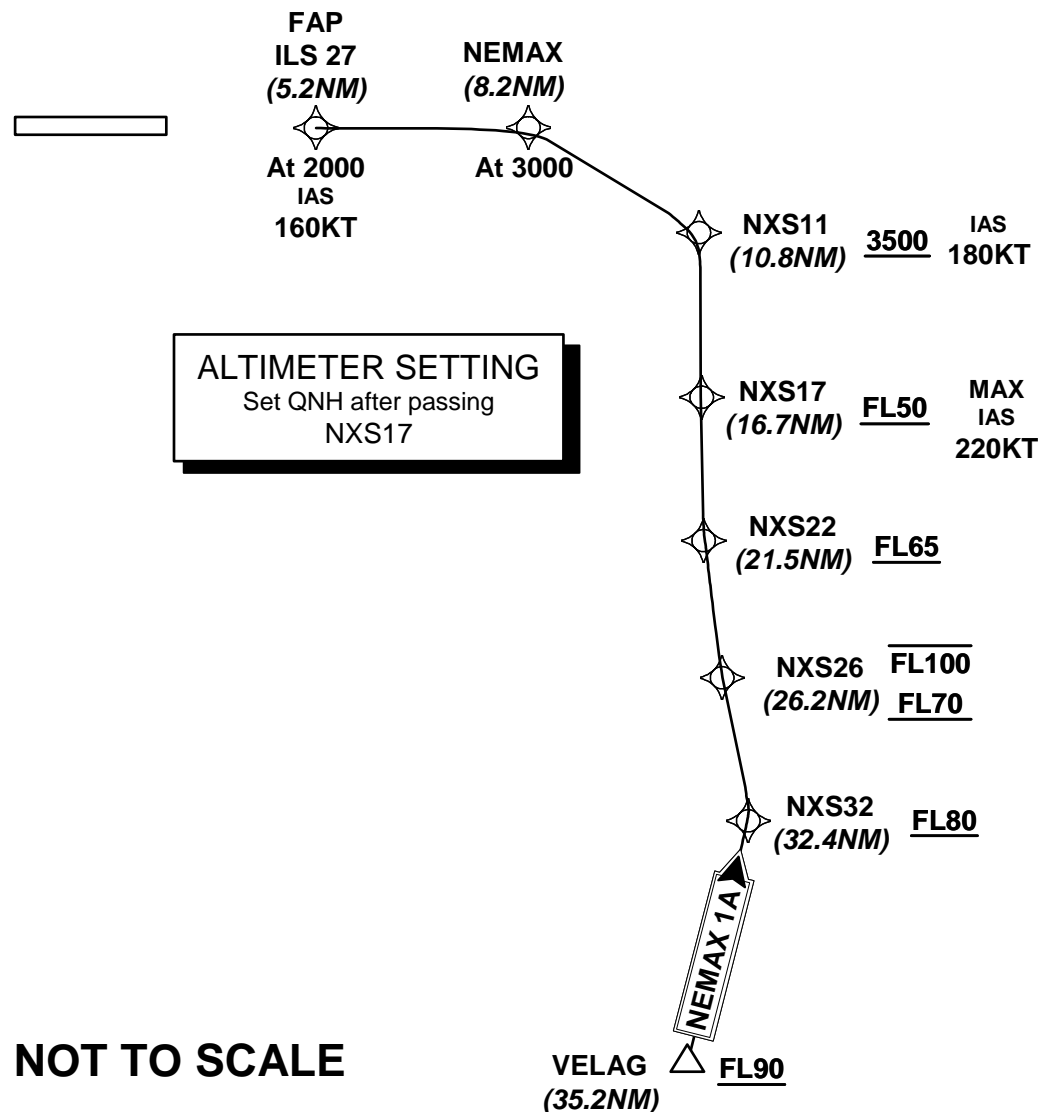 FAP
ILS 27
(5.2NM)
At 2000
IAS
160KT
NEMAX
(8.2NM)
At 3000
NXS11
(10.8NM)
3500
IAS
180KT
ALTIMETER SETTING
Set QNH after passing
NXS17
NXS17
(16.7NM)
FL50
MAX
IAS
220KT
NXS22
(21.5NM)
FL65
NXS26
(26.2NM)
FL100
FL70
NXS32
(32.4NM)
FL80
NEMAX 1A
NOT TO SCALE
VELAG
(35.2NM)
FL90